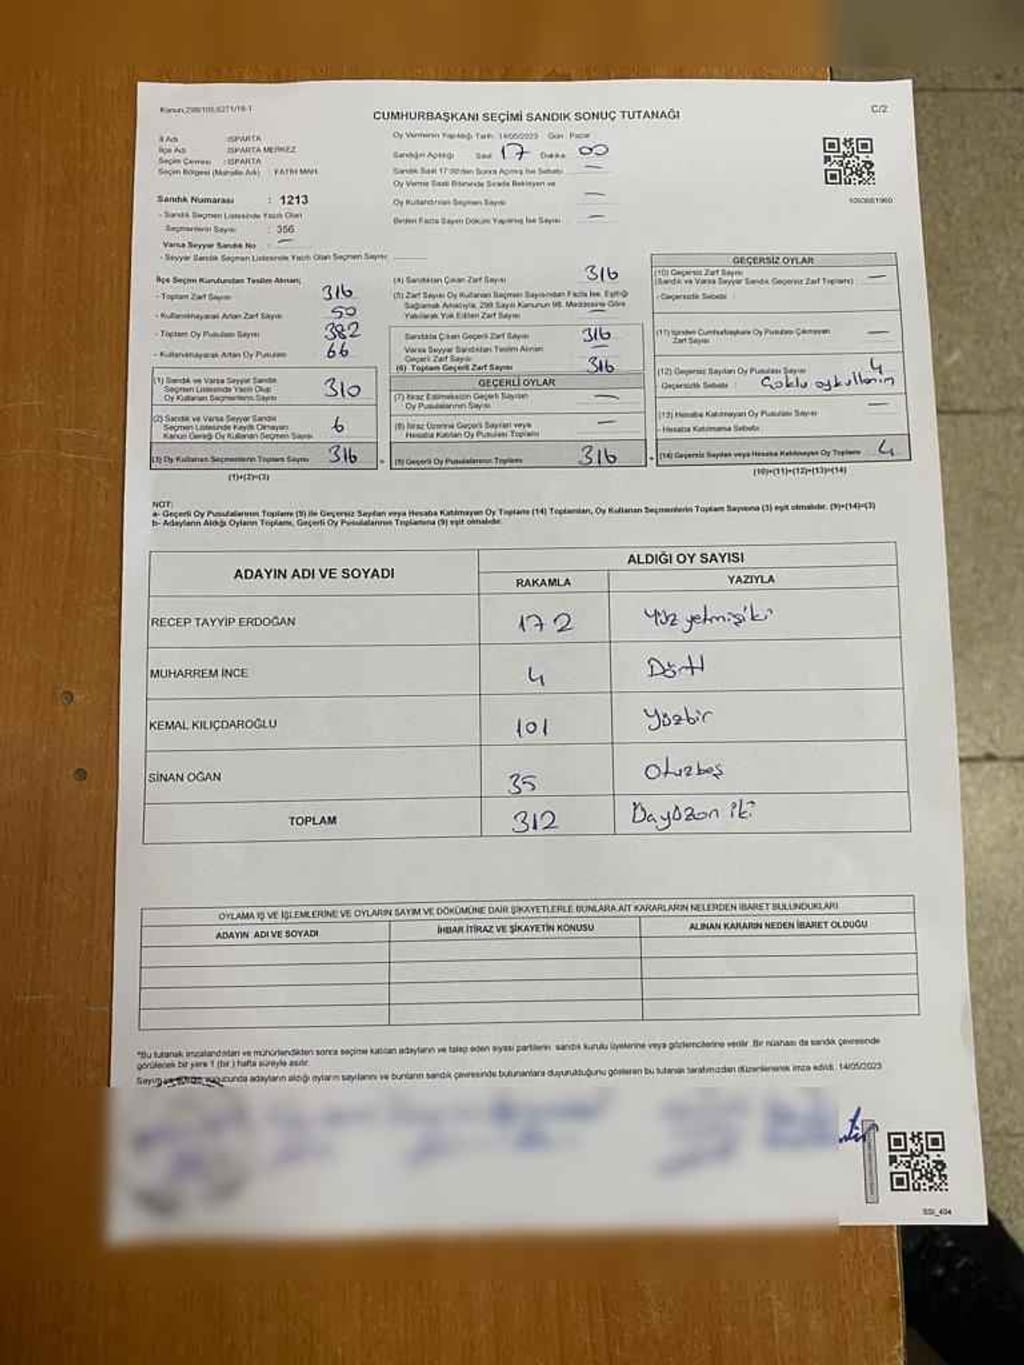 Kanun:298/105,6271/18-1
C/2
CUMHURBAŞKANI SEÇİMİ SANDIK SONUÇ TUTANAĞI
İl Adı : ISPARTA
İlçe Adı : ISPARTA MERKEZ
Seçim Çevresi : ISPARTA
Seçim Bölgesi (Mahalle Adı) : FATİH MAH.
Oy Vermenin Yapıldığı Tarih: 14/05/2023 Gün: Pazar
Sandığın Açıldığı Saat 17 Dakika 00
Sandık Saat 17:00'den Sonra Açılmış İse Sebebi —
Oy Verme Saati Bitiminde Sırada Bekleyen ve
Oy Kullandırılan Seçmen Sayısı —
Birden Fazla Sayım Döküm Yapılmış İse Sayısı —
Sandık Numarası : 1213
- Sandık Seçmen Listesinde Yazılı Olan
Seçmenlerin Sayısı : 356
Varsa Seyyar Sandık No : —
- Seyyar Sandık Seçmen Listesinde Yazılı Olan Seçmen Sayısı:
İlçe Seçim Kurulundan Teslim Alınan;
- Toplam Zarf Sayısı 316
- Kullanılmayarak Artan Zarf Sayısı 50
- Toplam Oy Pusulası Sayısı 382
- Kullanılmayarak Artan Oy Pusulası 66
(1) Sandık ve Varsa Seyyar Sandık
Seçmen Listesinde Yazılı Olup
Oy Kullanan Seçmenlerin Sayısı 310
(2) Sandık ve Varsa Seyyar Sandık
Seçmen Listesinde Kayıtlı Olmayan
Kanun Gereği Oy Kullanan Seçmen Sayısı 6
(3) Oy Kullanan Seçmenlerin Toplam Sayısı 316
(1)+(2)=(3)
(4) Sandıktan Çıkan Zarf Sayısı 316
(5) Zarf Sayısı Oy Kullanan Seçmen Sayısından Fazla İse, Eşitliği
Sağlamak Amacıyla, 298 Sayılı Kanunun 98. Maddesine Göre
Yakılarak Yok Edilen Zarf Sayısı —
Sandıkta Çıkan Geçerli Zarf Sayısı 316
Varsa Seyyar Sandıktan Teslim Alınan
Geçerli Zarf Sayısı —
(6) Toplam Geçerli Zarf Sayısı 316
GEÇERLİ OYLAR
(7) İtiraz Edilmeksizin Geçerli Sayılan
Oy Pusulalarının Sayısı —
(8) İtiraz Üzerine Geçerli Sayılan veya
Hesaba Katılan Oy Pusulası Toplamı —
(9) Geçerli Oy Pusulalarının Toplamı 316
1093881960
GEÇERSİZ OYLAR
(10) Geçersiz Zarf Sayısı
(Sandık ve Varsa Seyyar Sandık Geçersiz Zarf Toplamı) —
- Geçersizlik Sebebi :
(11) İçinden Cumhurbaşkanı Oy Pusulası Çıkmayan
Zarf Sayısı —
(12) Geçersiz Sayılan Oy Pusulası Sayısı 4
- Geçersizlik Sebebi : Çoklu oy kullanım
(13) Hesaba Katılmayan Oy Pusulası Sayısı —
- Hesaba Katılmama Sebebi :
(14) Geçersiz Sayılan veya Hesaba Katılmayan Oy Toplamı 4
(10)+(11)+(12)+(13)=(14)
NOT:
a- Geçerli Oy Pusulalarının Toplamı (9) ile Geçersiz Sayılan veya Hesaba Katılmayan Oy Toplamı (14) Toplamları, Oy Kullanan Seçmenlerin Toplam Sayısına (3) eşit olmalıdır. (9)+(14)=(3)
b- Adayların Aldığı Oyların Toplamı, Geçerli Oy Pusulalarının Toplamına (9) eşit olmalıdır.
ADAYIN ADI VE SOYADI ALDIĞI OY SAYISI
RAKAMLA YAZIYLA
RECEP TAYYİP ERDOĞAN 172 Yüz yetmişiki
MUHARREM İNCE 4 Dört
KEMAL KILIÇDAROĞLU 101 Yüzbir
SİNAN OĞAN 35 Otuzbeş
TOPLAM 312 Üçyüzon iki
OYLAMA İŞ VE İŞLEMLERİNE VE OYLARIN SAYIM VE DÖKÜMÜNE DAİR ŞİKAYETLERLE BUNLARA AİT KARARLARIN NELERDEN İBARET BULUNDUKLARI
ADAYIN ADI VE SOYADI İHBAR İTİRAZ VE ŞİKAYETİN KONUSU ALINAN KARARIN NEDEN İBARET OLDUĞU
*Bu tutanak imzalandıktan ve mühürlendikten sonra seçime katılan adayların ve talep eden siyasi partilerin sandık kurulu üyelerine veya gözlemcilerine verilir. Bir nüshası da sandık çevresinde
görülecek bir yere 1 (bir) hafta süreyle asılır.
Sayım ve sonucunda adayların aldığı oyların sayılarını ve bunların sandık çevresinde bulunanlara duyurulduğunu gösteren bu tutanak tarafımızdan düzenlenerek imza edildi. 14/05/2023
SSI_404